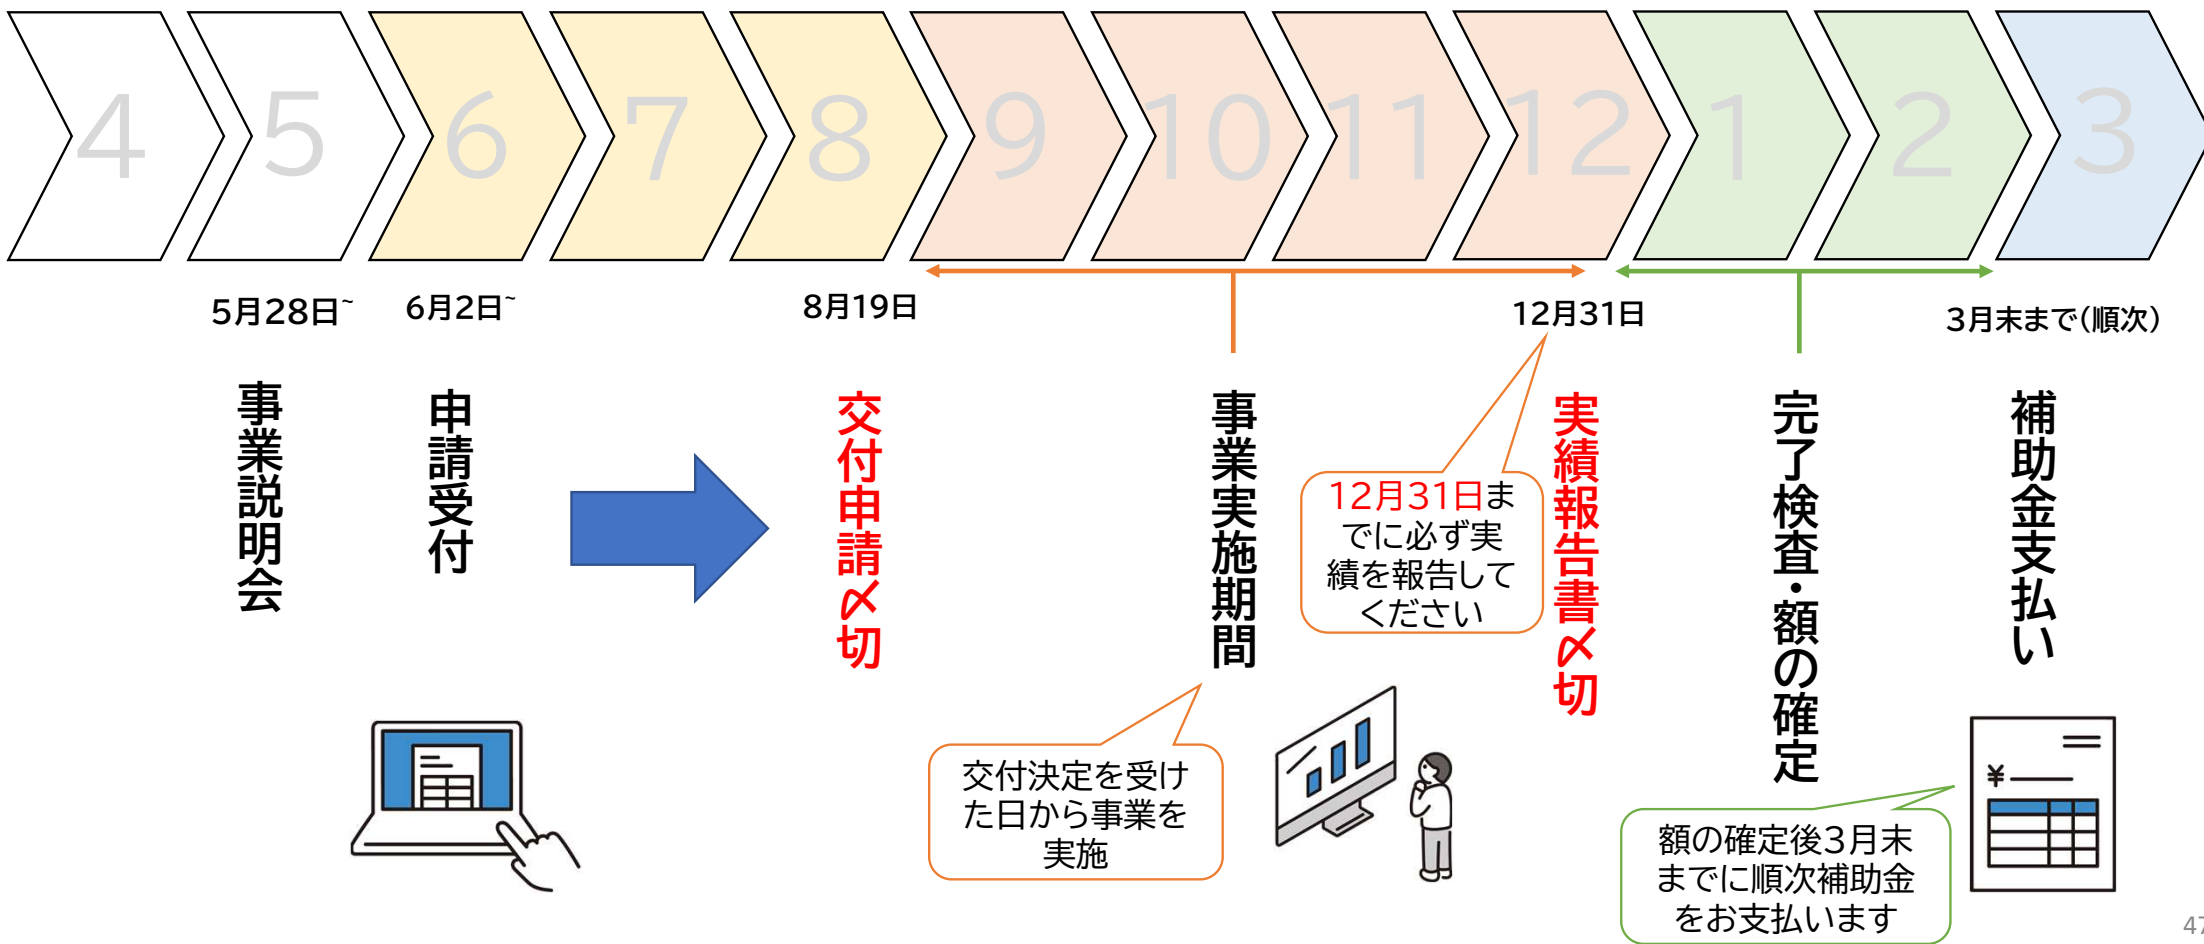 4
5
6
7
8
9
10
11
12
1
2
3
5月28日~
6月2日~
8月19日
12月31日
3月末まで(順次)
事業説明会
申請受付
交付申請〆切
事業実施期間
12月31日ま
でに必ず実
績を報告して
ください
実績報告書〆切
完了検査・額の確定
補助金支払い
交付決定を受け
た日から事業を
実施
¥
額の確定後3月末
までに順次補助金
をお支払います
47